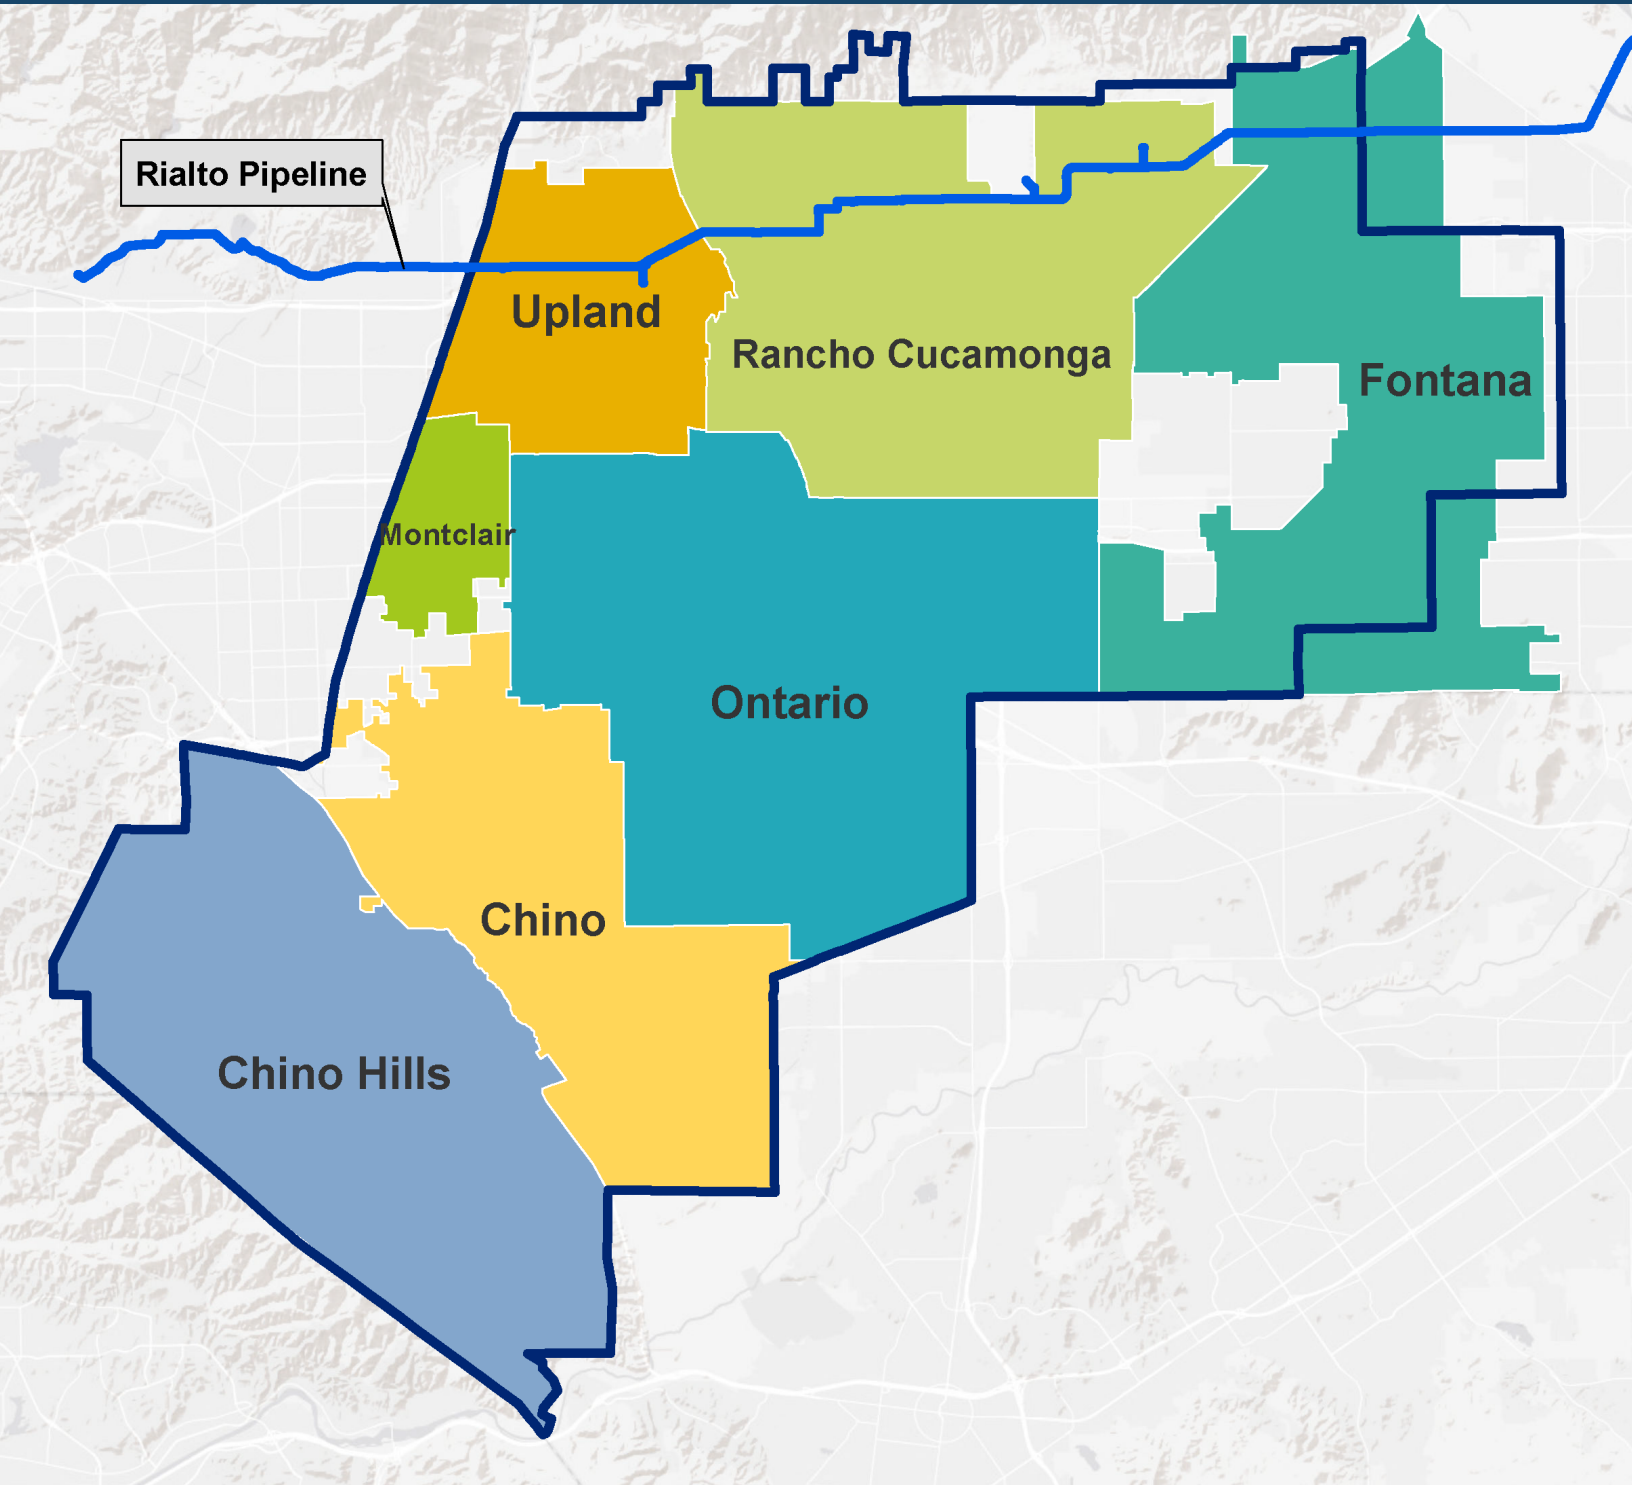 Rialto Pipeline
Upland
Rancho Cucamonga
Fontana
Montclair
Ontario
Chino
Chino Hills